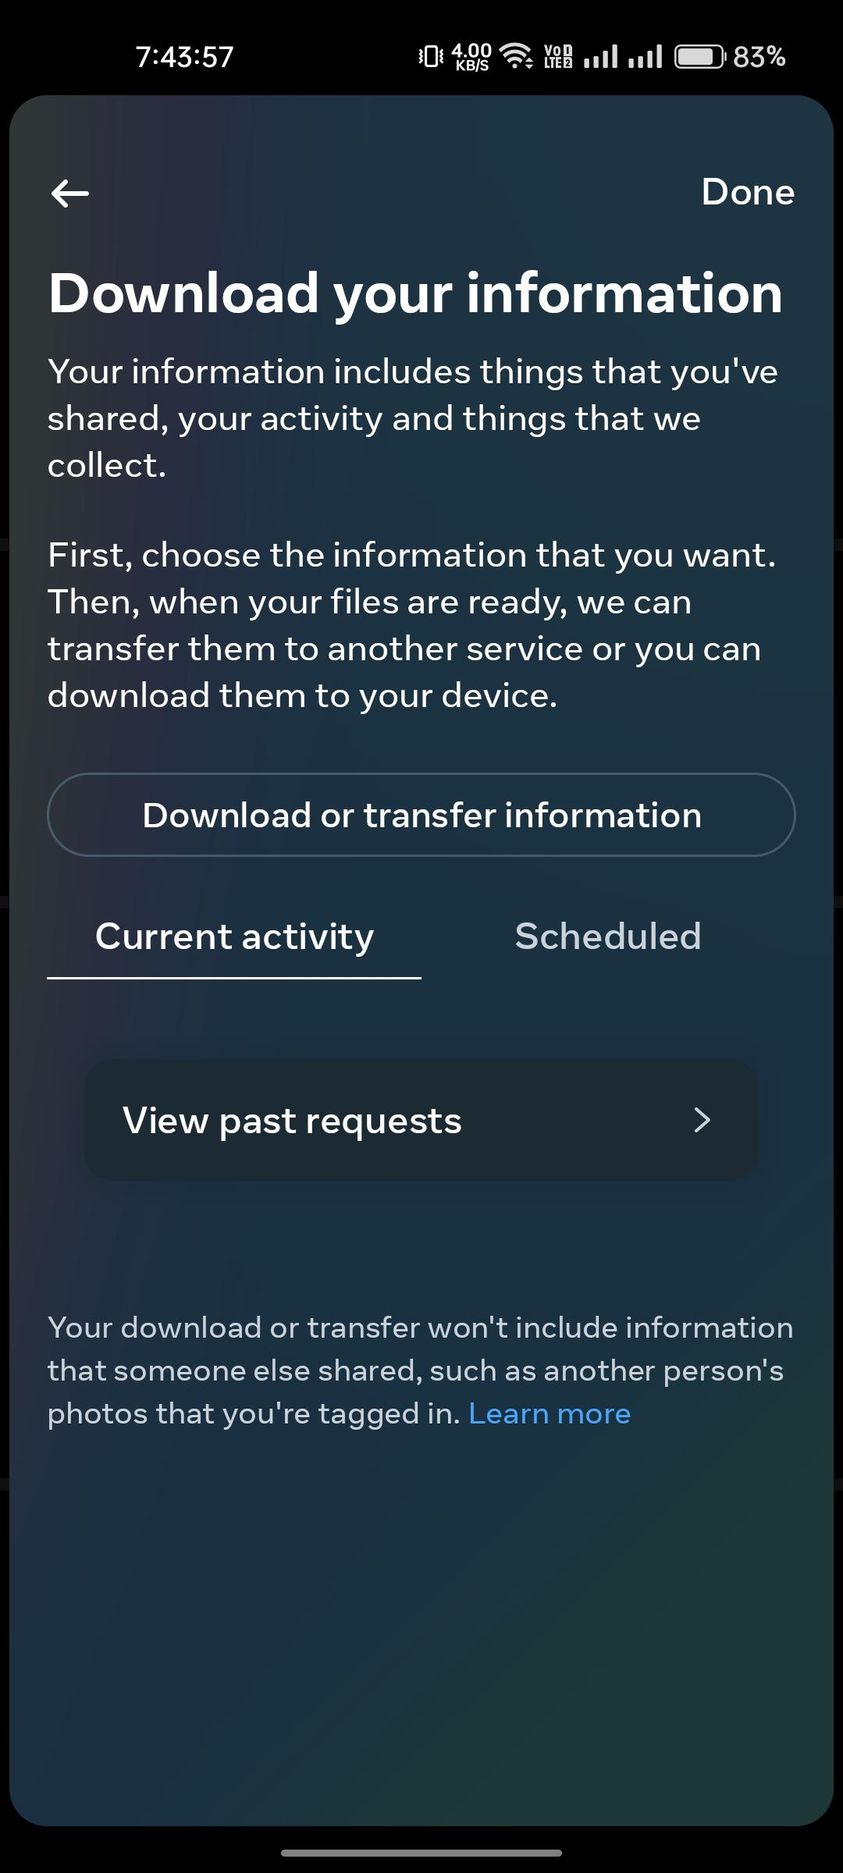 7:43:57 4.00 KB/S Vo 1 LTE 2 83%
Done
Download your information
Your information includes things that you've
shared, your activity and things that we
collect.
First, choose the information that you want.
Then, when your files are ready, we can
transfer them to another service or you can
download them to your device.
Download or transfer information
Current activity Scheduled
View past requests
Your download or transfer won't include information
that someone else shared, such as another person's
photos that you're tagged in. Learn more